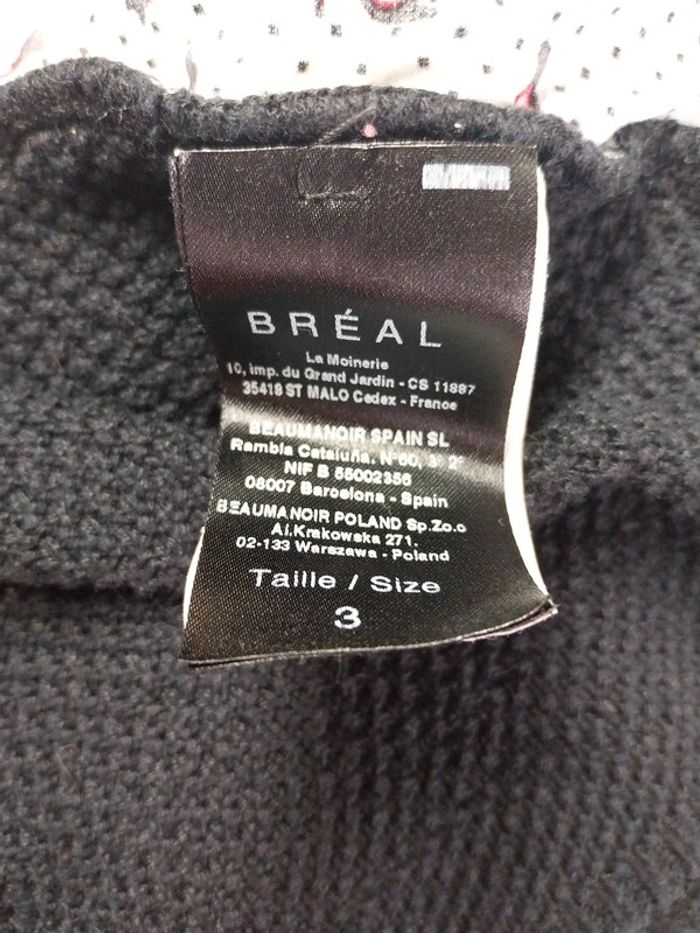 BRÉAL
La Moinerie
10, imp. du Grand Jardin - CS 11887
35418 ST MALO Cedex - France
BEAUMANOIR SPAIN SL
Rambla Cataluña, N°60, 3° 2ª
NIF B 55002356
08007 Barcelona - Spain
BEAUMANOIR POLAND Sp.Zo.o
Al.Krakowska 271.
02-133 Warszawa - Poland
Taille / Size
3